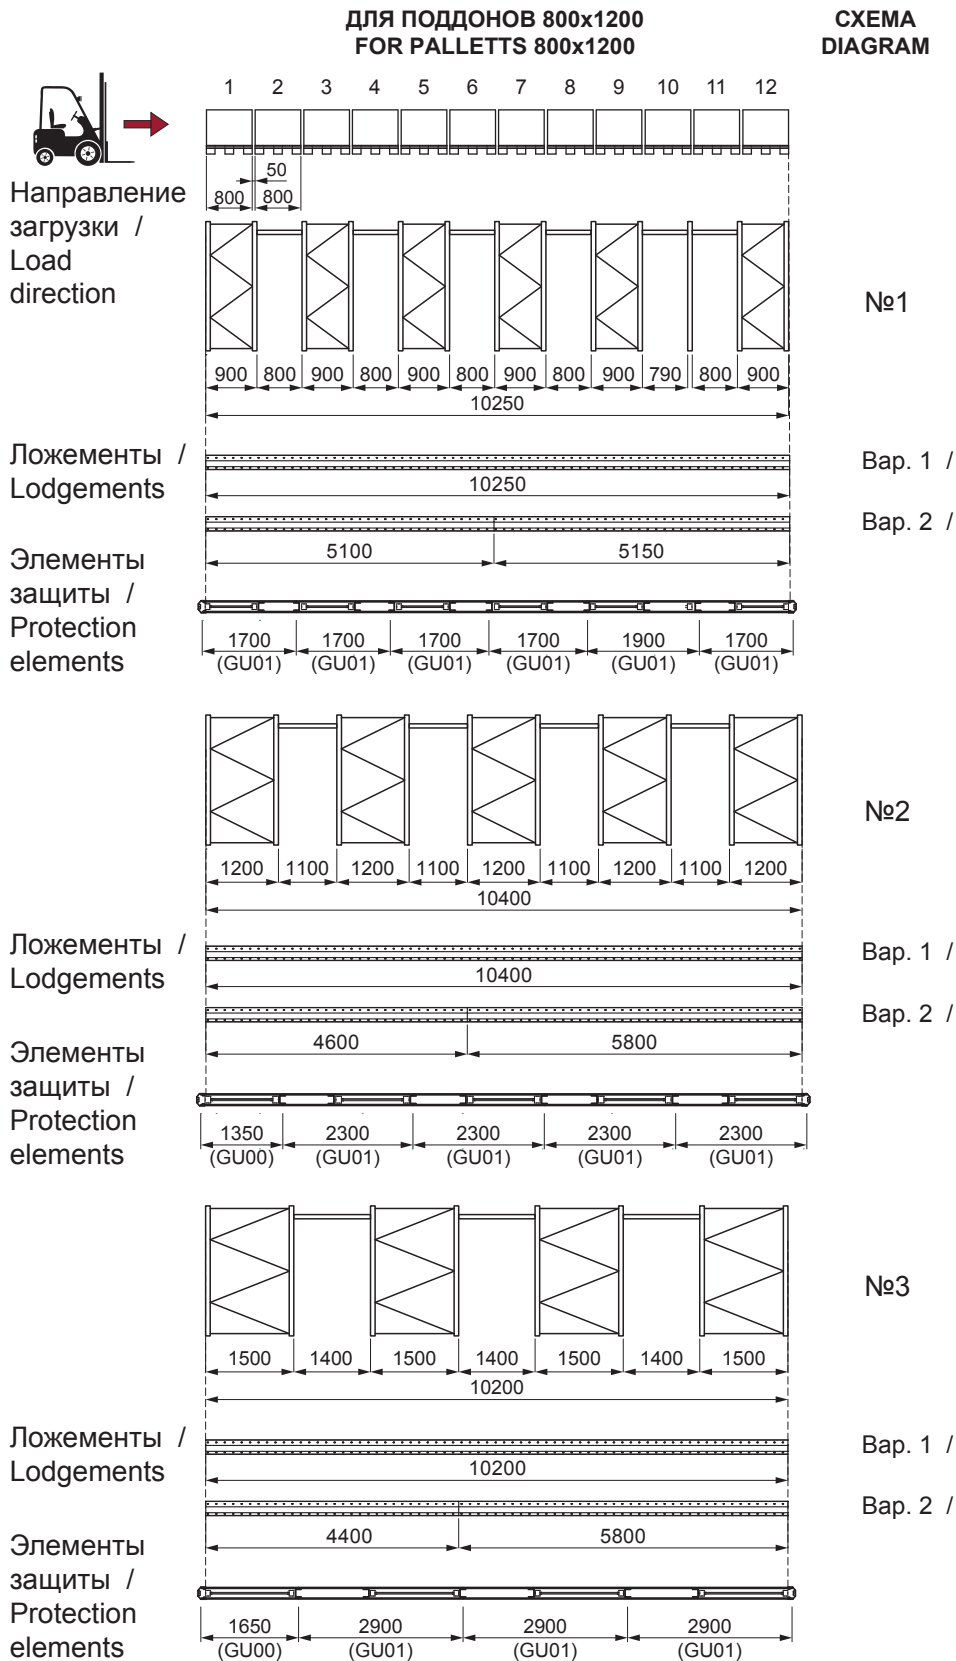 ДЛЯ ПОДДОНОВ 800x1200
FOR PALLETTS 800x1200
СХЕМА
DIAGRAM
1 2 3 4 5 6 7 8 9 10 11 12
50
800 800
Направление
загрузки /
Load
direction
№1
900 800 900 800 900 800 900 800 900 790 800 900
10250
Ложементы /
Lodgements
Вар. 1 /
10250
Вар. 2 /
5100 5150
Элементы
защиты /
Protection
elements
1700 1700 1700 1700 1900 1700
(GU01) (GU01) (GU01) (GU01) (GU01) (GU01)
№2
1200 1100 1200 1100 1200 1100 1200 1100 1200
10400
Ложементы /
Lodgements
Вар. 1 /
10400
Вар. 2 /
4600 5800
Элементы
защиты /
Protection
elements
1350 2300 2300 2300 2300
(GU00) (GU01) (GU01) (GU01) (GU01)
№3
1500 1400 1500 1400 1500 1400 1500
10200
Ложементы /
Lodgements
Вар. 1 /
10200
Вар. 2 /
4400 5800
Элементы
защиты /
Protection
elements
1650 2900 2900 2900
(GU00) (GU01) (GU01) (GU01)